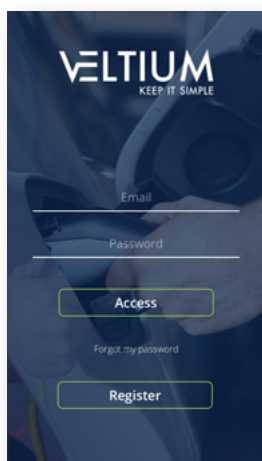 VELTIUM
KEEP IT SIMPLE
Email
Password
Access
Forgot my password
Register